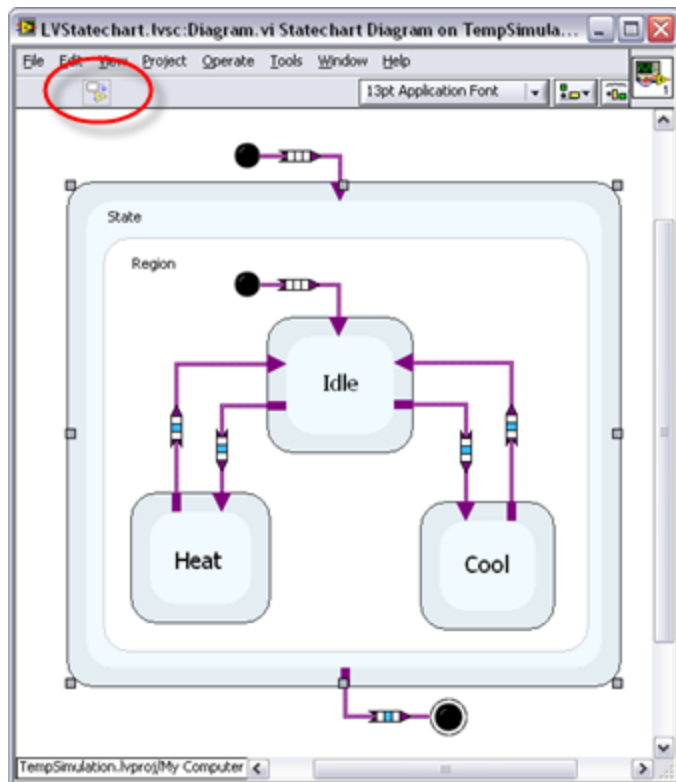 LVStatechart.lvsc:Diagram.vi Statechart Diagram on TempSimula...
File Edit View Project Operate Tools Window Help
13pt Application Font
1
State
Region
Idle
Heat
Cool
TempSimulation.lvproj/My Computer